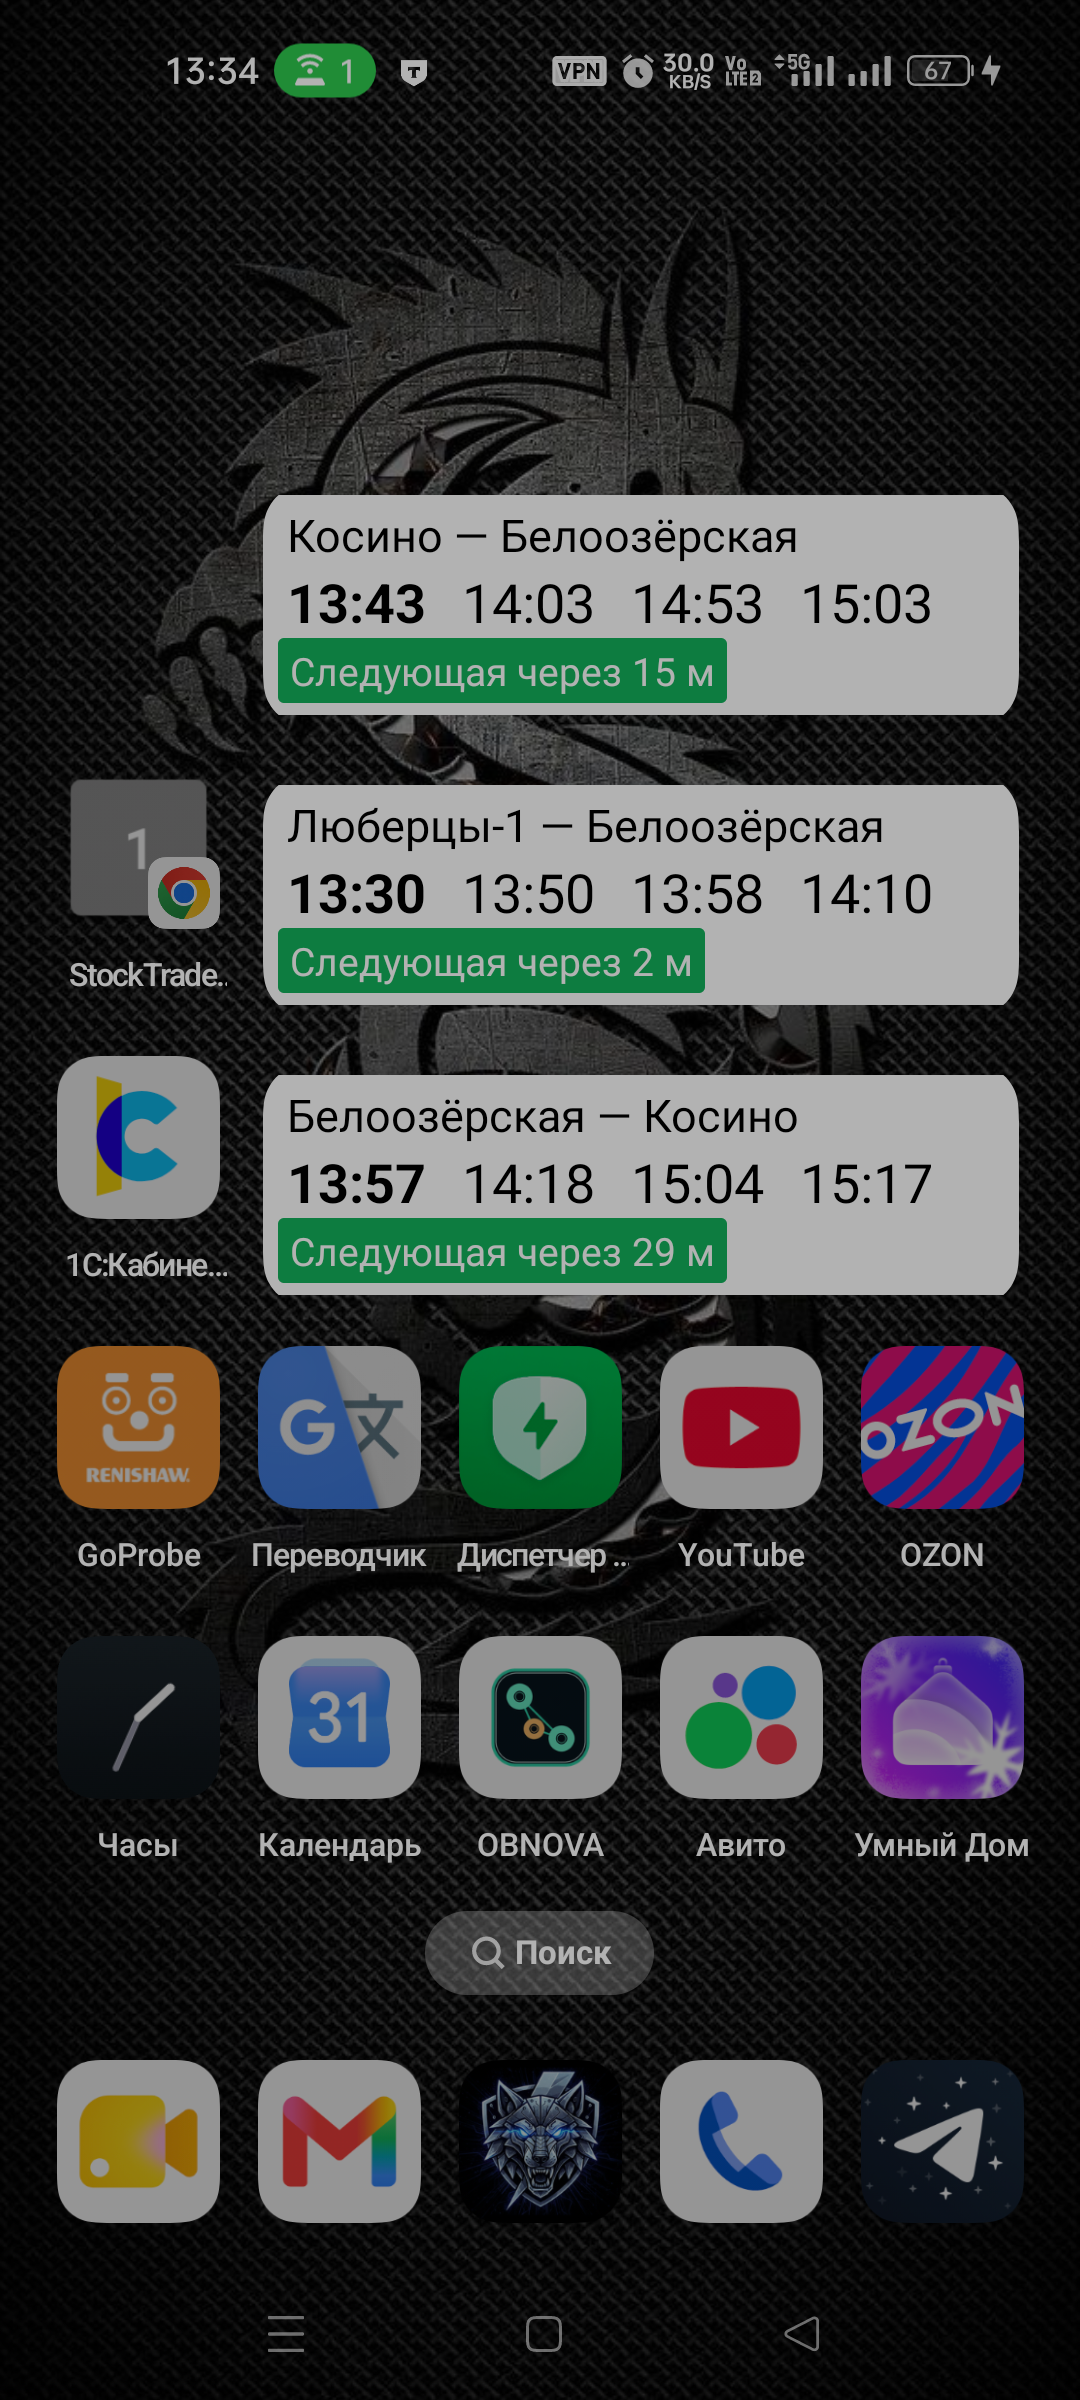 13:34
1
VPN
30.0
KB/S
Vo
LTE 2
5G
67
Косино — Белоозёрская
13:43 14:03 14:53 15:03
Следующая через 15 м
1
StockTrade..
Люберцы-1 — Белоозёрская
13:30 13:50 13:58 14:10
Следующая через 2 м
1С:Кабине...
Белоозёрская — Косино
13:57 14:18 15:04 15:17
Следующая через 29 м
RENISHAW.
G 文
OZON
GoProbe Переводчик Диспетчер ... YouTube OZON
31
Часы Календарь OBNOVA Авито Умный Дом
Поиск